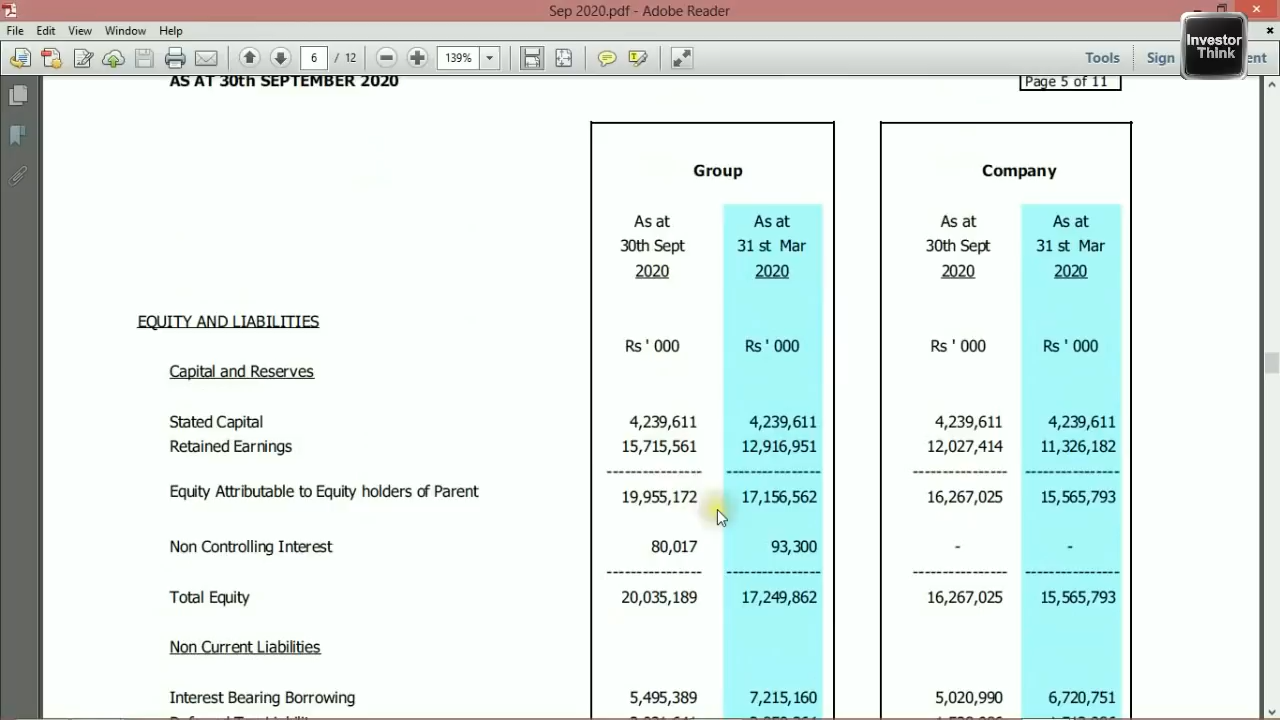 Sep 2020.pdf - Adobe Reader
File Edit View Window Help
6 / 12 139% Tools Sign
Investor
Think
AS AT 30th SEPTEMBER 2020 Page 5 of 11
Group Company
As at As at As at As at
30th Sept 31 st Mar 30th Sept 31 st Mar
2020 2020 2020 2020
EQUITY AND LIABILITIES
Rs ' 000 Rs ' 000 Rs ' 000 Rs ' 000
Capital and Reserves
Stated Capital 4,239,611 4,239,611 4,239,611 4,239,611
Retained Earnings 15,715,561 12,916,951 12,027,414 11,326,182
Equity Attributable to Equity holders of Parent 19,955,172 17,156,562 16,267,025 15,565,793
Non Controlling Interest 80,017 93,300 - -
Total Equity 20,035,189 17,249,862 16,267,025 15,565,793
Non Current Liabilities
Interest Bearing Borrowing 5,495,389 7,215,160 5,020,990 6,720,751